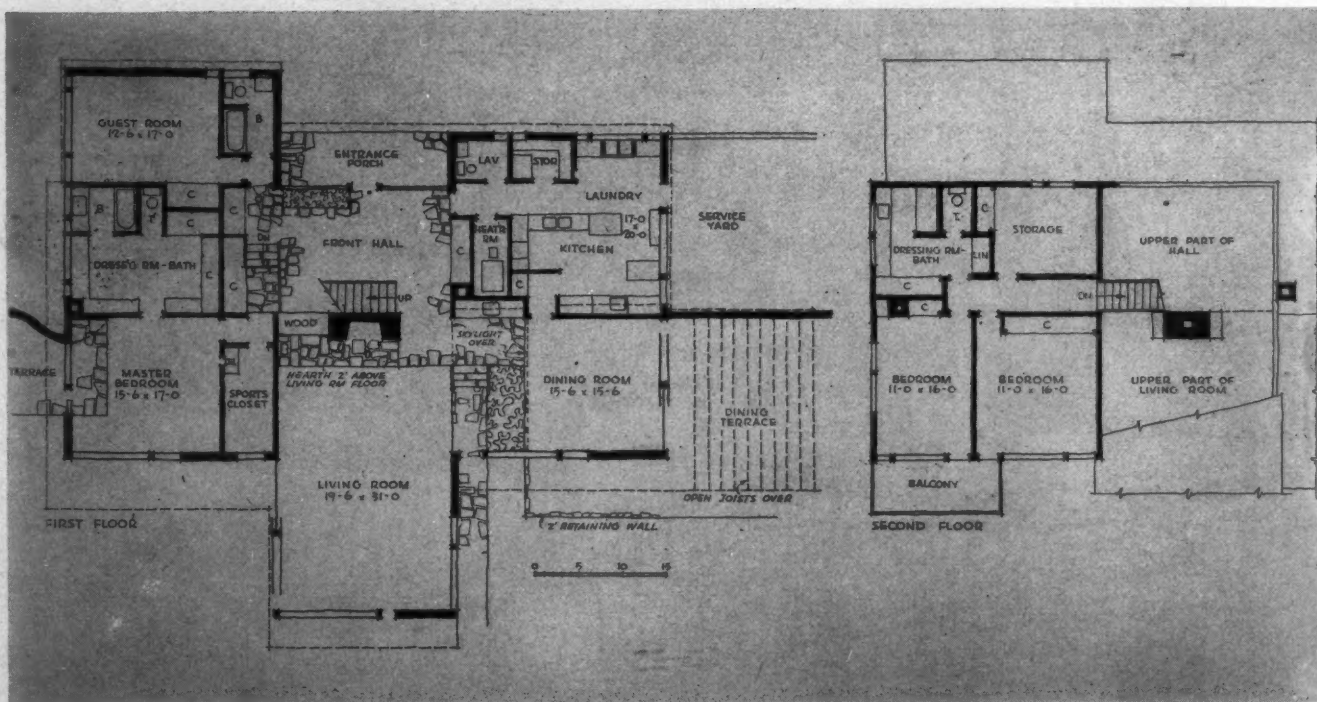 GUEST ROOM
12-6 x 17-0
B
ENTRANCE
PORCH
LAV
STOR
LAUNDRY
B
T.
C
C
C
C
C
DRESS'G RM-BATH
DN
FRONT HALL
UP
C
HEATR
RM
C
KITCHEN
17-0
x
20-0
SERVICE
YARD
WOOD
SKYLIGHT
OVER
HEARTH 2' ABOVE
LIVING RM FLOOR
TERRACE
MASTER
BEDROOM
15-6 x 17-0
SPORTS
CLOSET
DINING ROOM
15-6 x 15-6
DINING
TERRACE
LIVING ROOM
19-6 x 31-0
OPEN JOISTS OVER
2' RETAINING WALL
FIRST FLOOR
0 5 10 15
T.
C
STORAGE
UPPER PART OF
HALL
DRESSING RM-
BATH
LIN
C
C
DN
C
BEDROOM
11-0 x 16-0
BEDROOM
11-0 x 16-0
UPPER PART OF
LIVING ROOM
BALCONY
SECOND FLOOR